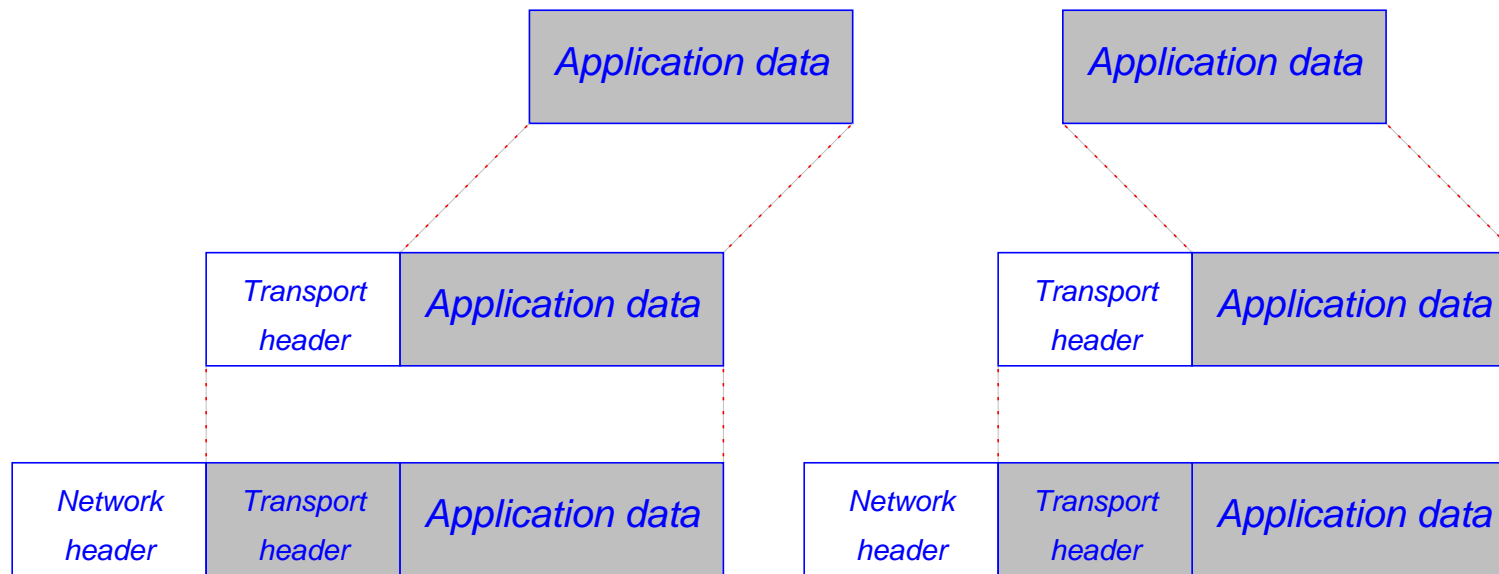 Application data
Application data
Transport
header
Application data
Transport
header
Application data
Network
header
Transport
header
Application data
Network
header
Transport
header
Application data